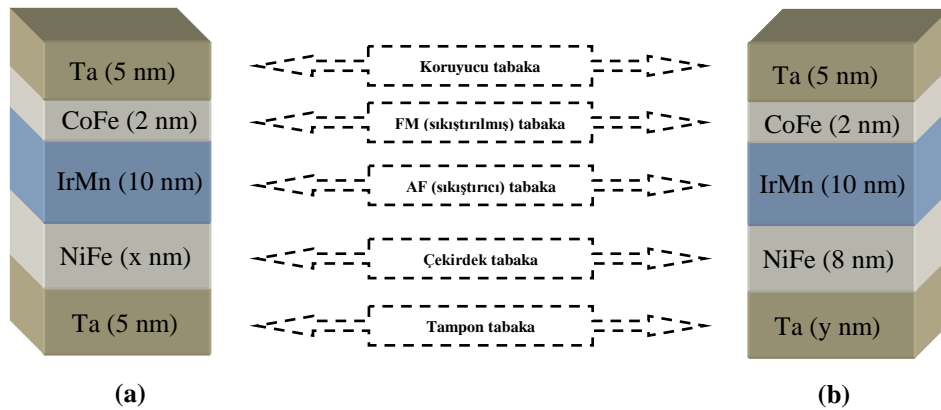 Ta (5 nm)
Koruyucu tabaka
Ta (5 nm)
CoFe (2 nm)
FM (sıkıştırılmış) tabaka
CoFe (2 nm)
IrMn (10 nm)
AF (sıkıştırıcı) tabaka
IrMn (10 nm)
NiFe (x nm)
Çekirdek tabaka
NiFe (8 nm)
Ta (5 nm)
Tampon tabaka
Ta (y nm)
(a)
(b)